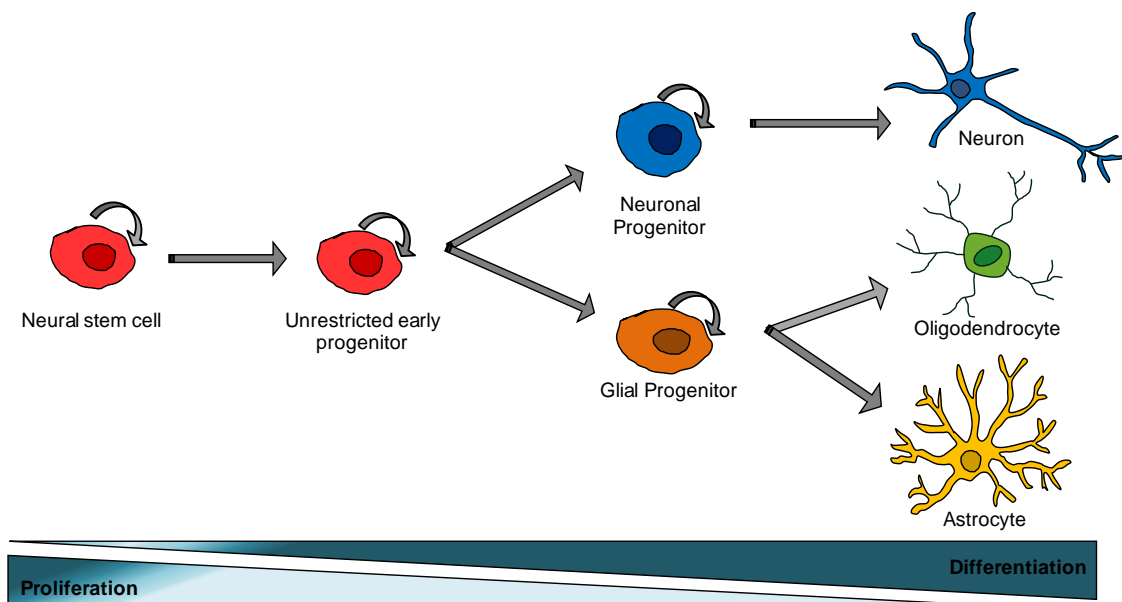 Neuron
Neuronal
Progenitor
Neural stem cell
Unrestricted early
progenitor
Oligodendrocyte
Glial Progenitor
Astrocyte
Differentiation
Proliferation